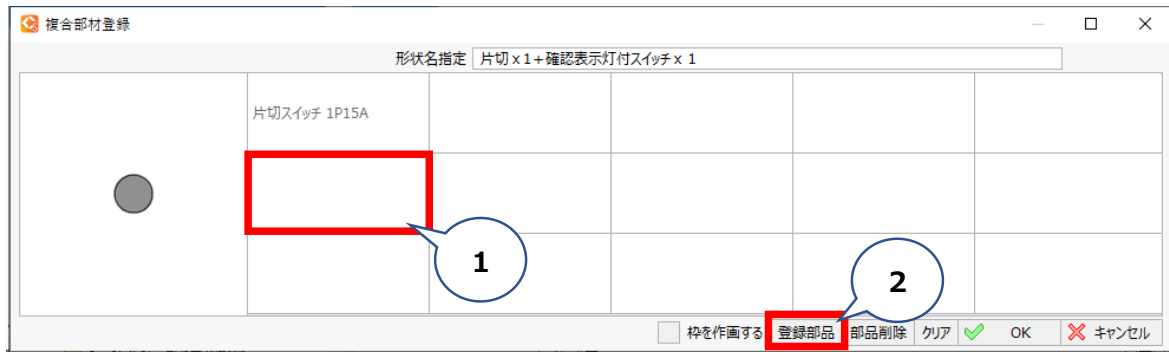 複合部材登録
形状名指定 片切 x 1+確認表示灯付スイッチ x 1
片切スイッチ 1P15A
1
2
枠を作画する 登録部品 部品削除 クリア OK キャンセル